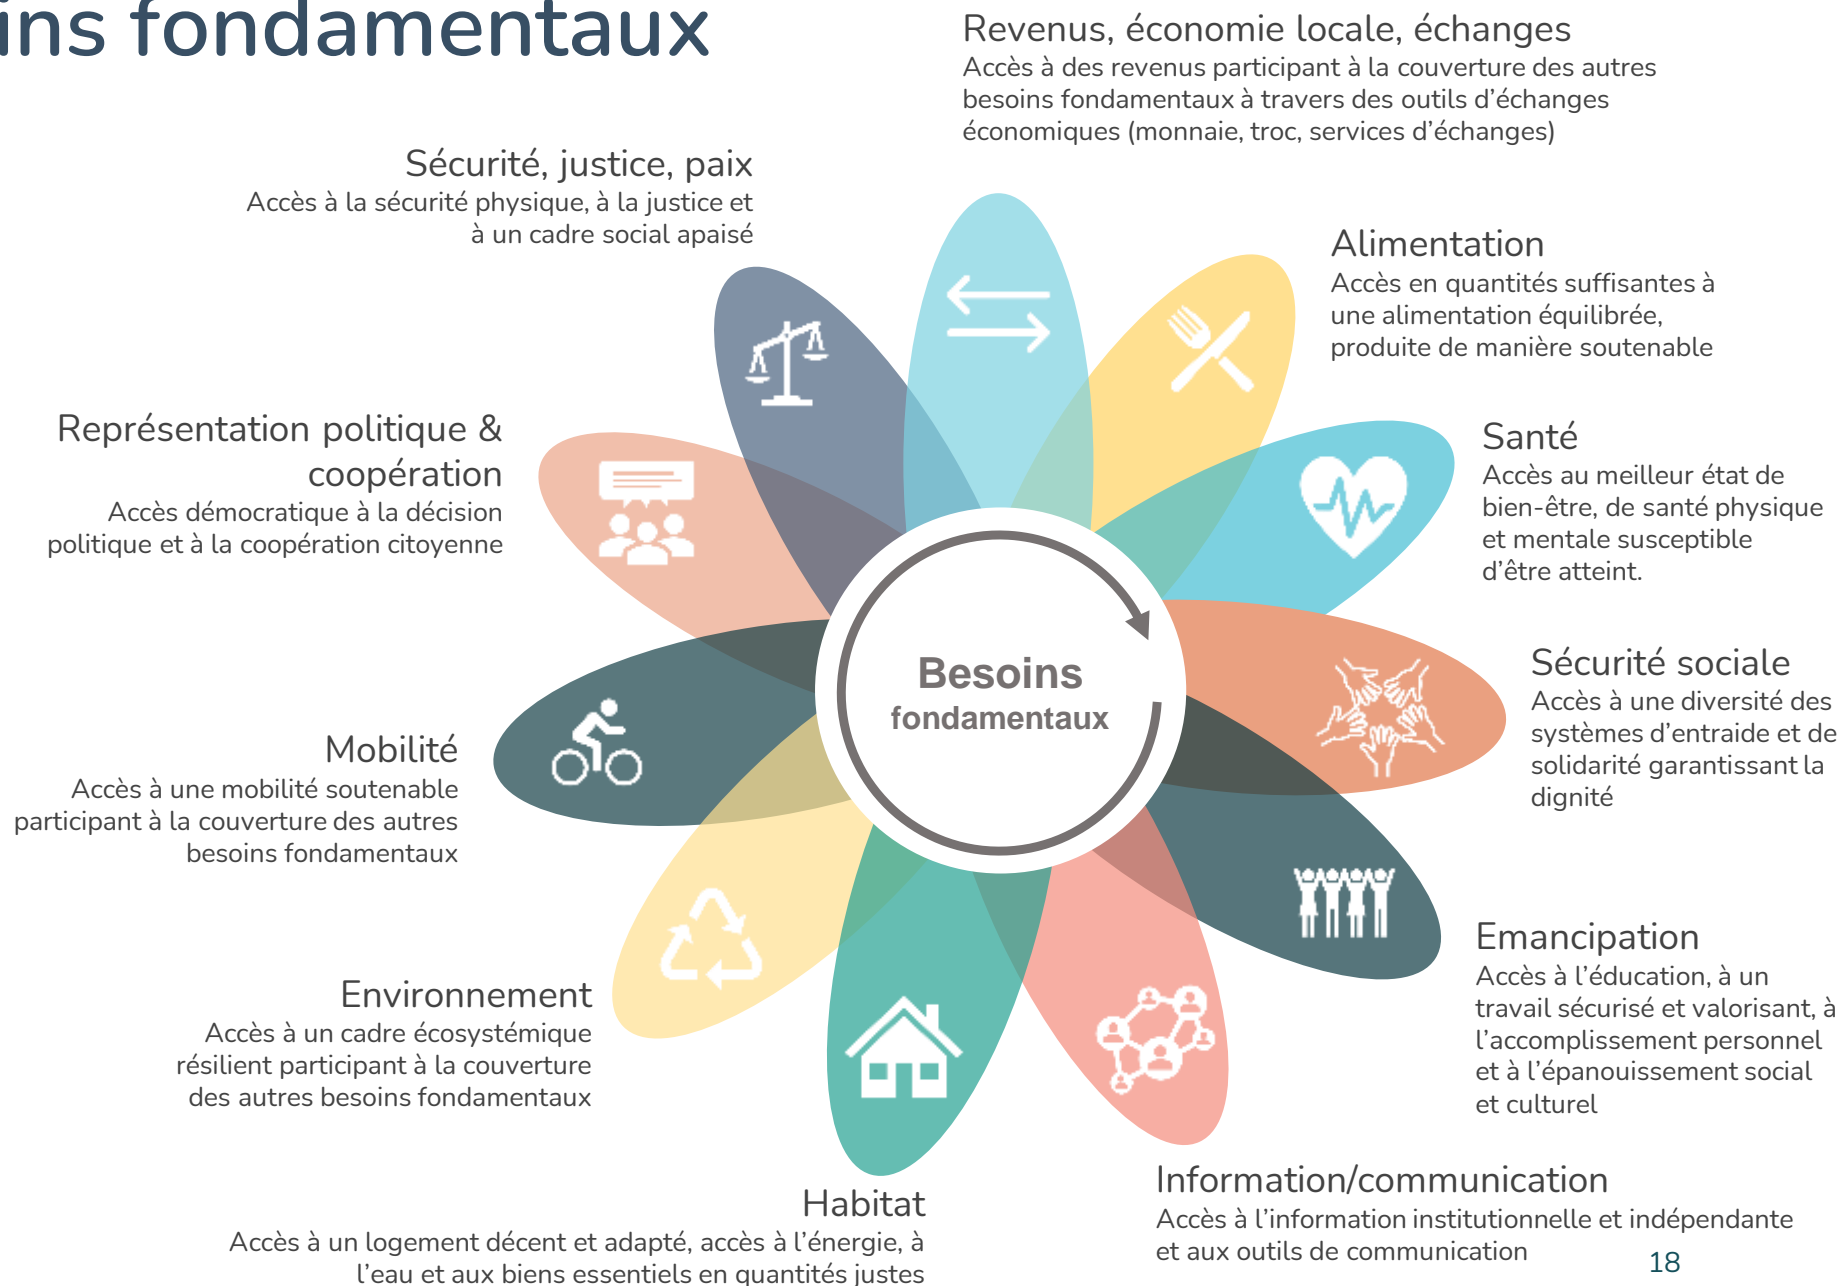 ins fondamentaux
Revenus, économie locale, échanges
Accès à des revenus participant à la couverture des autres
besoins fondamentaux à travers des outils d’échanges
économiques (monnaie, troc, services d’échanges)
Alimentation
Accès en quantités suffisantes à
une alimentation équilibrée,
produite de manière soutenable
Santé
Accès au meilleur état de
bien-être, de santé physique
et mentale susceptible
d’être atteint.
Sécurité sociale
Accès à une diversité des
systèmes d’entraide et de
solidarité garantissant la
dignité
Emancipation
Accès à l’éducation, à un
travail sécurisé et valorisant, à
l’accomplissement personnel
et à l’épanouissement social
et culturel
Information/communication
Accès à l’information institutionnelle et indépendante
et aux outils de communication
Habitat
Accès à un logement décent et adapté, accès à l’énergie, à
l’eau et aux biens essentiels en quantités justes
Environnement
Accès à un cadre écosystémique
résilient participant à la couverture
des autres besoins fondamentaux
Mobilité
Accès à une mobilité soutenable
participant à la couverture des autres
besoins fondamentaux
Représentation politique &
coopération
Accès démocratique à la décision
politique et à la coopération citoyenne
Sécurité, justice, paix
Accès à la sécurité physique, à la justice et
à un cadre social apaisé
Besoins
fondamentaux
18